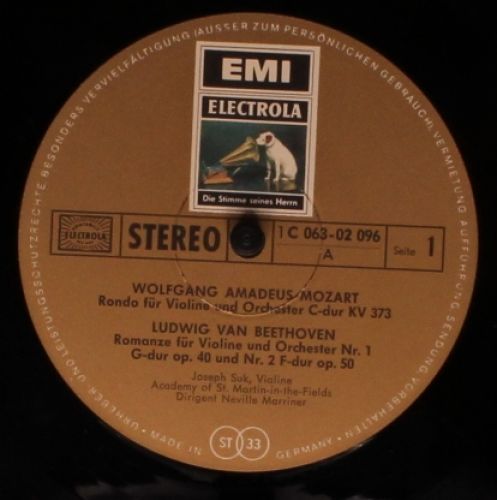 URHEBER UND LEISTUNGSSCHUTZRECHTE BESONDERS VERVIELFÄLTIGUNG (AUSSER ZUM PERSÖNLICHEN GEBRAUCH), VERMIETUNG AUFFÜHRUNG, SENDUNG VORBEHALTEN
EMI
ELECTROLA
Die Stimme seines Herrn
ELECTROLA
STEREO
1 C 063-02 096
A
Seite 1
WOLFGANG AMADEUS MOZART
Rondo für Violine und Orchester C-dur KV 373
LUDWIG VAN BEETHOVEN
Romanze für Violine und Orchester Nr. 1
G-dur op. 40 und Nr. 2 F-dur op. 50
Joseph Suk, Violine
Academy of St. Martin-in-the-Fields
Dirigent Neville Marriner
MADE IN
ST 33
GERMANY